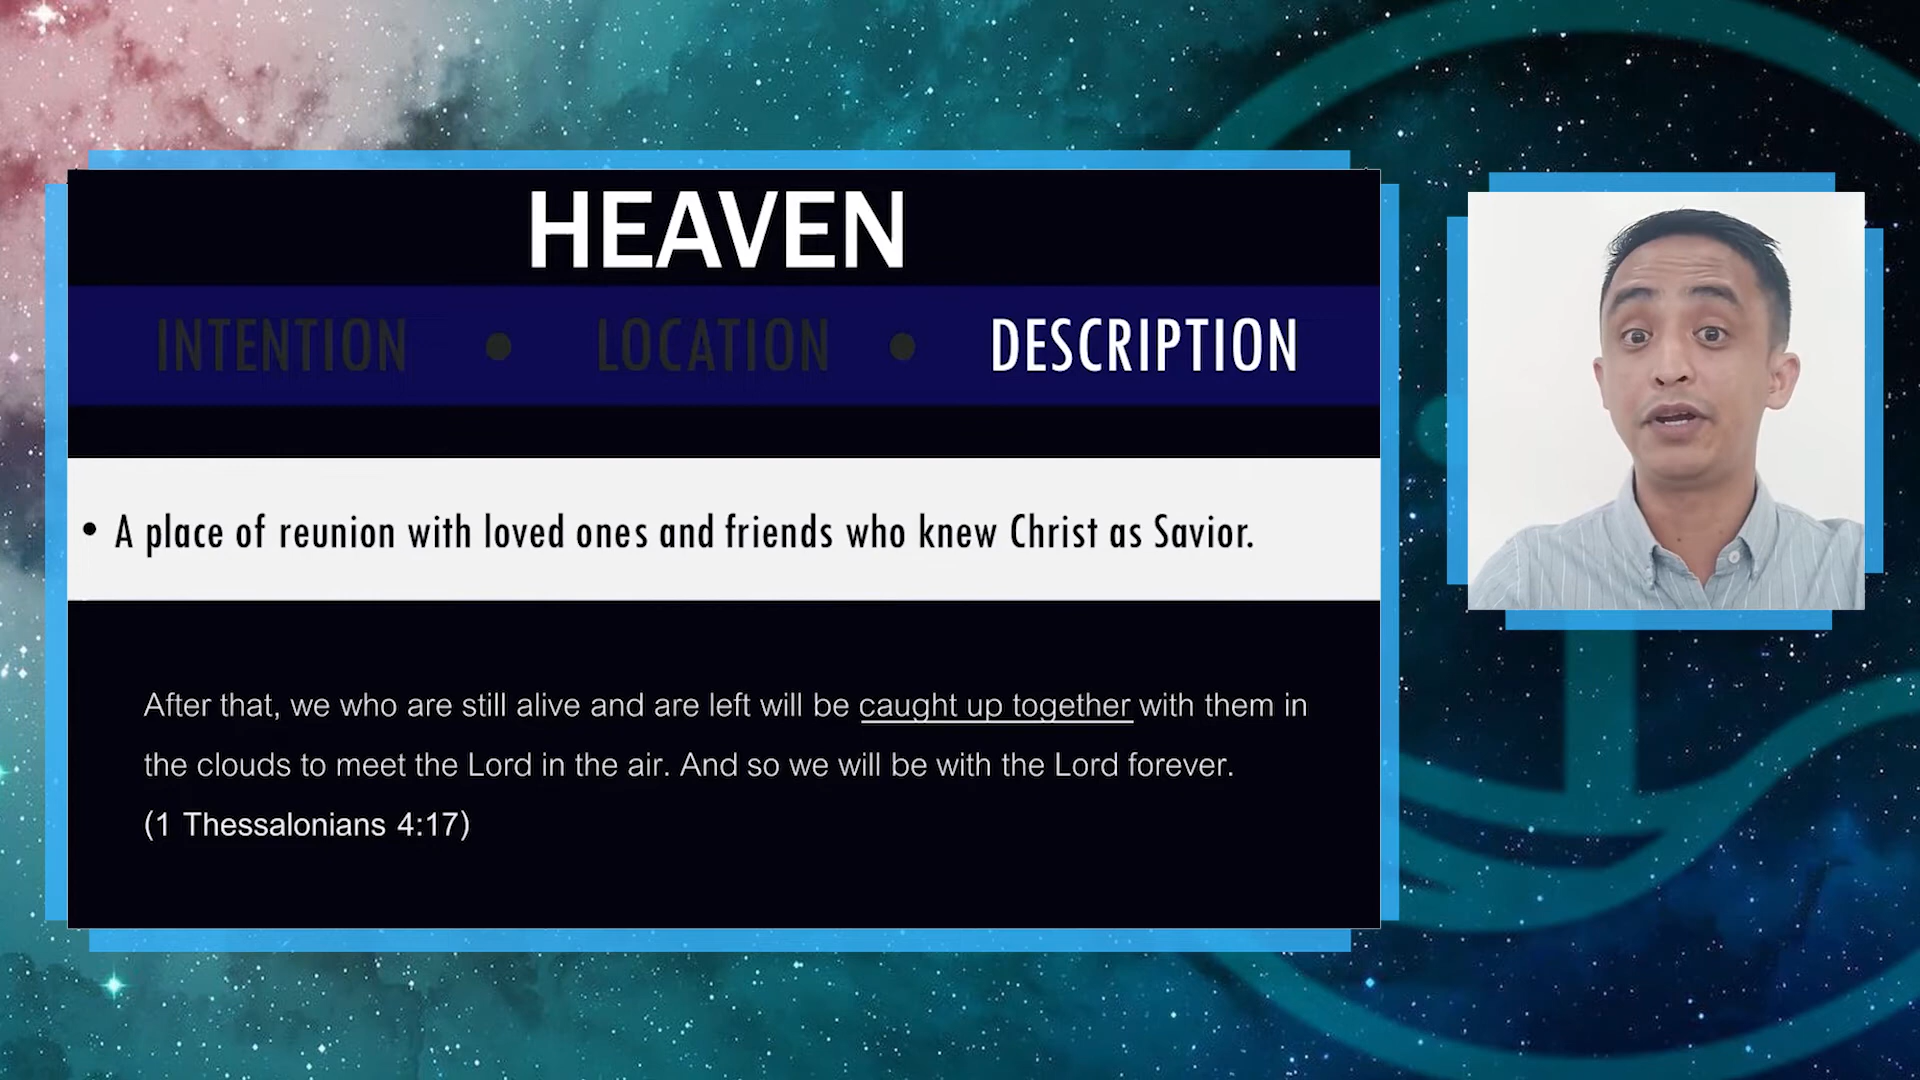 HEAVEN
INTENTION • LOCATION • DESCRIPTION
• A place of reunion with loved ones and friends who knew Christ as Savior.
After that, we who are still alive and are left will be caught up together with them in
the clouds to meet the Lord in the air. And so we will be with the Lord forever.
(1 Thessalonians 4:17)